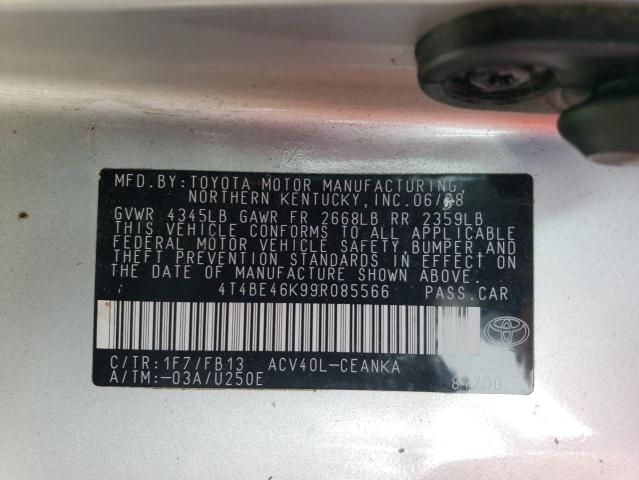 MFD.BY:TOYOTA MOTOR MANUFACTURING,
NORTHERN KENTUCKY, INC.06/08
GVWR 4345LB GAWR FR 2668LB RR 2359LB
THIS VEHICLE CONFORMS TO ALL APPLICABLE
FEDERAL MOTOR VEHICLE SAFETY,BUMPER,AND
THEFT PREVENTION STANDARDS IN EFFECT ON
THE DATE OF MANUFACTURE SHOWN ABOVE.
4T4BE46K99R085566 PASS.CAR
C/TR:1F7/FB13 ACV40L-CEANKA
A/TM:-03A/U250E